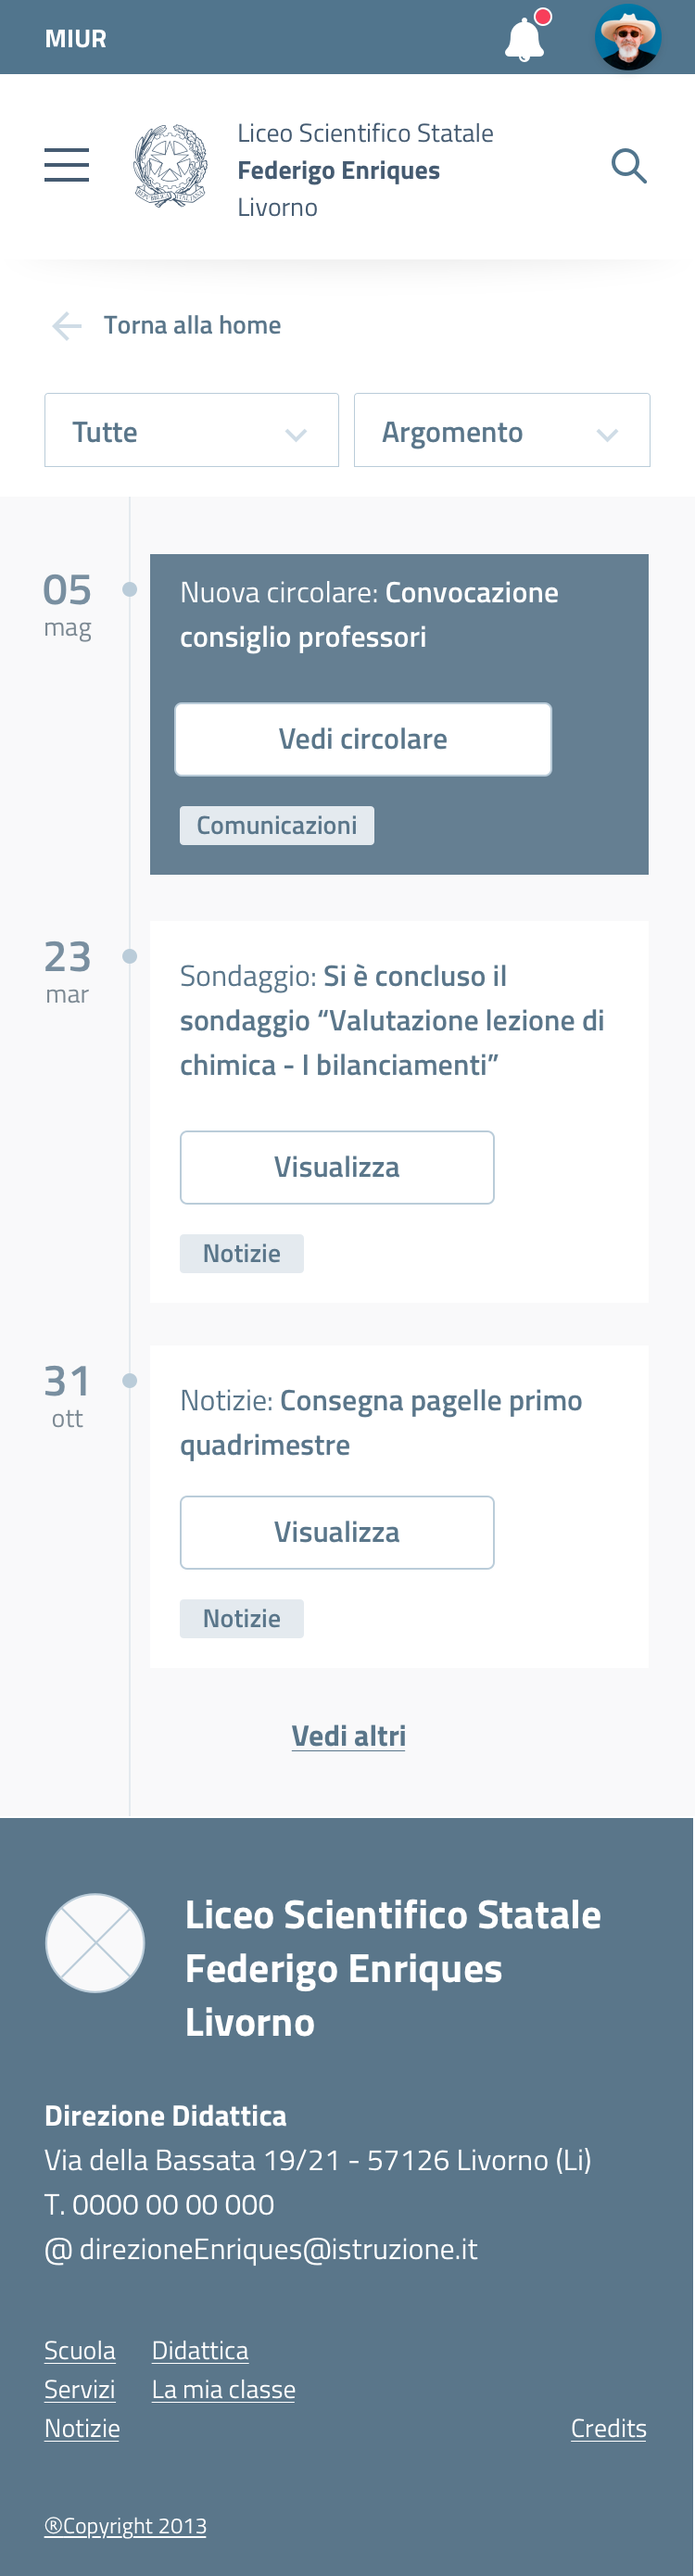 MIUR
Liceo Scientifico Statale
Federigo Enriques
Livorno
REPVBBLICA ITALIANA
Torna alla home
Tutte
Argomento
05
mag
Nuova circolare: Convocazione
consiglio professori
Vedi circolare
Comunicazioni
23
mar
Sondaggio: Si è concluso il
sondaggio “Valutazione lezione di
chimica - I bilanciamenti”
Visualizza
Notizie
31
ott
Notizie: Consegna pagelle primo
quadrimestre
Visualizza
Notizie
Vedi altri
Liceo Scientifico Statale
Federigo Enriques
Livorno
Direzione Didattica
Via della Bassata 19/21 - 57126 Livorno (Li)
T. 0000 00 00 000
@ direzioneEnriques@istruzione.it
Scuola Didattica
Servizi La mia classe
Notizie Credits
®Copyright 2013